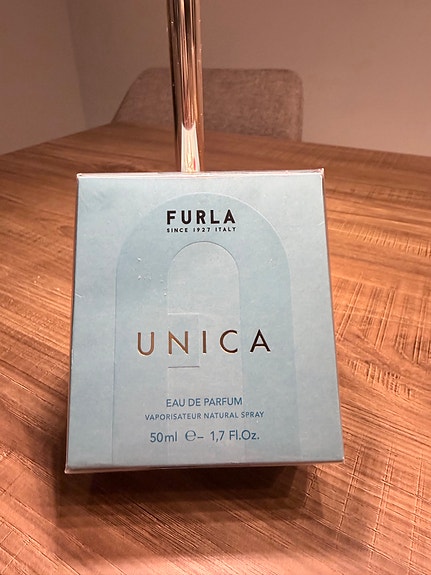 FURLA
SINCE 1927 ITALY
UNICA
EAU DE PARFUM
VAPORISATEUR NATURAL SPRAY
50ml ℮– 1,7 Fl.Oz.